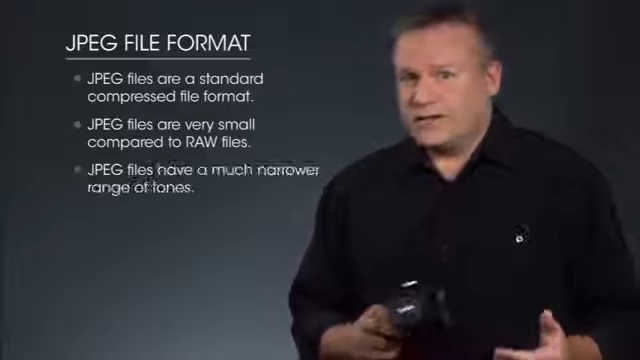 JPEG FILE FORMAT
JPEG files are a standard
compressed file format.
JPEG files are very small
compared to RAW files.
JPEG files have a much narrower
range of tones.